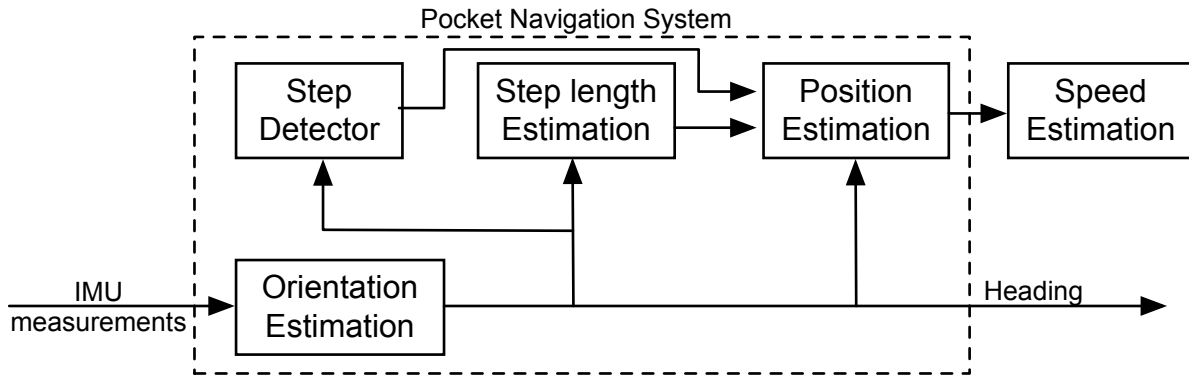 Pocket Navigation System
Step
Detector
Step length
Estimation
Position
Estimation
Speed
Estimation
IMU
measurements
Orientation
Estimation
Heading